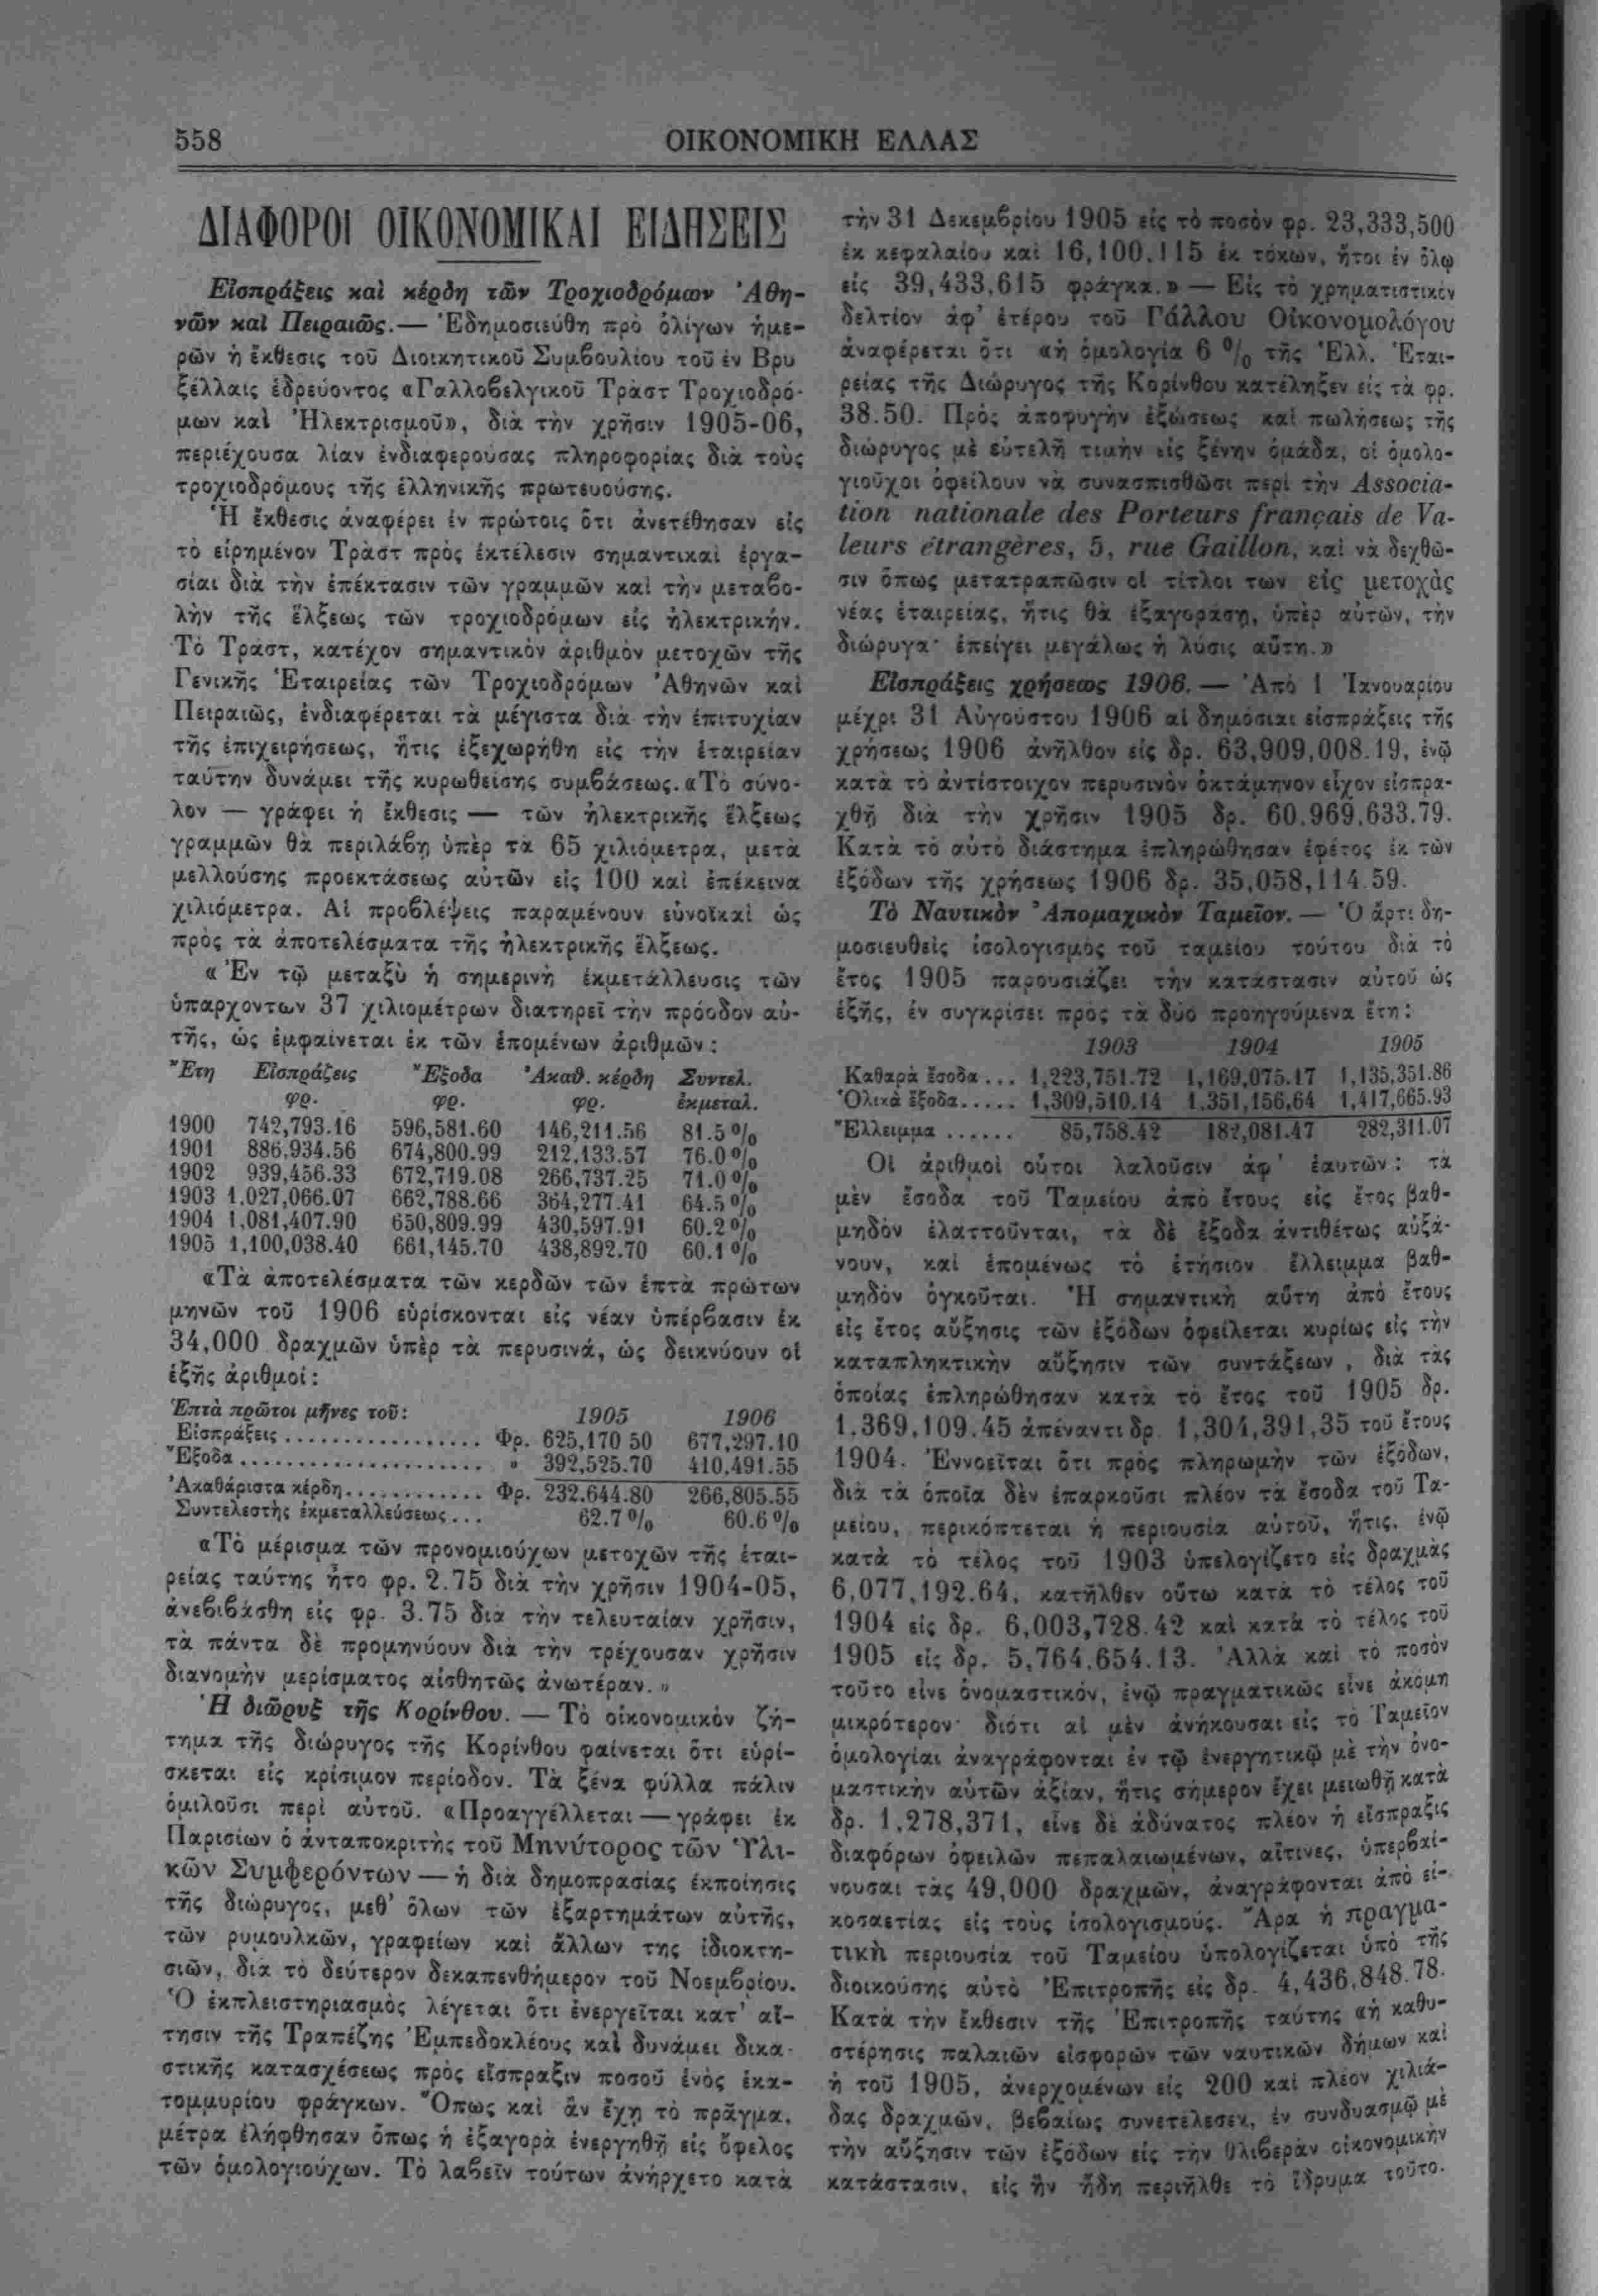 558
ΟΙΚΟΝΟΜΙΚΗ ΕΛΛΑΣ
ΔΙΑΦΟΡΟΙ ΟΙΚΟΝΟΜΙΚΑΙ ΕΙΔΗΣΕΙΣ
Εἰσπράξεις καὶ κέρδη τῶν Τροχιοδρόμων Ἀθη-
νῶν καὶ Πειραιῶς.— Ἐδημοσιεύθη πρὸ ὀλίγων ἡμε-
ρῶν ἡ ἔκθεσις τοῦ Διοικητικοῦ Συμβουλίου τοῦ ἐν Βρυ
ξέλλαις ἑδρεύοντος «Γαλλοβελγικοῦ Τρὰστ Τροχιοδρό-
μων καὶ Ἠλεκτρισμοῦ», διὰ τὴν χρῆσιν 1905-06,
περιέχουσα λίαν ἐνδιαφερούσας πληροφορίας διὰ τοὺς
τροχιοδρόμους τῆς ἑλληνικῆς πρωτευούσης.
Ἡ ἔκθεσις ἀναφέρει ἐν πρώτοις ὅτι ἀνετέθησαν εἰς
τὸ εἰρημένον Τρὰστ πρὸς ἐκτέλεσιν σημαντικαὶ ἐργα-
σίαι διὰ τὴν ἐπέκτασιν τῶν γραμμῶν καὶ τὴν μεταβο-
λὴν τῆς ἕλξεως τῶν τροχιοδρόμων εἰς ἠλεκτρικήν.
Τὸ Τράστ, κατέχον σημαντικὸν ἀριθμὸν μετοχῶν τῆς
Γενικῆς Ἑταιρείας τῶν Τροχιοδρόμων Ἀθηνῶν καὶ
Πειραιῶς, ἐνδιαφέρεται τὰ μέγιστα διὰ τὴν ἐπιτυχίαν
τῆς ἐπιχειρήσεως, ἥτις ἐξεχωρήθη εἰς τὴν ἑταιρείαν
ταύτην δυνάμει τῆς κυρωθείσης συμβάσεως. «Τὸ σύνο-
λον — γράφει ἡ ἔκθεσις — τῶν ἠλεκτρικῆς ἕλξεως
γραμμῶν θὰ περιλάβῃ ὑπὲρ τὰ 65 χιλιόμετρα, μετὰ
μελλούσης προεκτάσεως αὐτῶν εἰς 100 καὶ ἐπέκεινα
χιλιόμετρα. Αἱ προβλέψεις παραμένουν εὐνοϊκαὶ ὡς
πρὸς τὰ ἀποτελέσματα τῆς ἠλεκτρικῆς ἕλξεως.
«Ἐν τῷ μεταξὺ ἡ σημερινὴ ἐκμετάλλευσις τῶν
ὑπαρχοντων 37 χιλιομέτρων διατηρεῖ τὴν πρόοδον αὐ-
τῆς, ὡς ἐμφαίνεται ἐκ τῶν ἑπομένων ἀριθμῶν:
Ἔτη Εἰσπράξεις Ἔξοδα Ἀκαθ. κέρδη Συντελ.
φρ. φρ. φρ. ἐκμεταλ.
1900 742,793.16 596,581.60 146,211.56 81.5 %
1901 886,934.56 674,800.99 212,133.57 76.0 %
1902 939,456.33 672,719.08 266,737.25 71.0 %
1903 1.027,066.07 662,788.66 364,277.41 64.5 %
1904 1,081,407.90 650,809.99 430,597.91 60.2 %
1905 1,100,038.40 661,145.70 438,892.70 60.1 %
«Τὰ ἀποτελέσματα τῶν κερδῶν τῶν ἑπτὰ πρώτων
μηνῶν τοῦ 1906 εὑρίσκονται εἰς νέαν ὑπέρβασιν ἐκ
34,000 δραχμῶν ὑπὲρ τὰ περυσινά, ὡς δεικνύουν οἱ
ἑξῆς ἀριθμοί:
Ἑπτὰ πρῶτοι μῆνες τοῦ: 1905 1906
Εἰσπράξεις . . . . . . . . Φρ. 625,170 50 677,297.10
Ἔξοδα . . . . . . . . » 392,525.70 410,491.55
Ἀκαθάριστα κέρδη. . . . . . . . Φρ. 232.644.80 266,805.55
Συντελεστὴς ἐκμεταλλεύσεως . . . 62.7 % 60.6 %
«Τὸ μέρισμα τῶν προνομιούχων μετοχῶν τῆς ἑται-
ρείας ταύτης ἦτο φρ. 2.75 διὰ τὴν χρῆσιν 1904-05,
ἀνεβιβάσθη εἰς φρ. 3.75 διὰ τὴν τελευταίαν χρῆσιν,
τὰ πάντα δὲ προμηνύουν διὰ τὴν τρέχουσαν χρῆσιν
διανομὴν μερίσματος αἰσθητῶς ἀνωτέραν.»
Ἡ διῶρυξ τῆς Κορίνθου. — Τὸ οἰκονομικὸν ζή-
τημα τῆς διώρυγος τῆς Κορίνθου φαίνεται ὅτι εὑρί-
σκεται εἰς κρίσιμον περίοδον. Τὰ ξένα φύλλα πάλιν
ὁμιλοῦσι περὶ αὐτοῦ. «Προαγγέλλεται — γράφει ἐκ
Παρισίων ὁ ἀνταποκριτὴς τοῦ Μηνύτορος τῶν Ὑλι-
κῶν Συμφερόντων — ἡ διὰ δημοπρασίας ἐκποίησις
τῆς διώρυγος, μεθ’ ὅλων τῶν ἐξαρτημάτων αὐτῆς,
τῶν ρυμουλκῶν, γραφείων καὶ ἄλλων της ἰδιοκτη-
σιῶν, διὰ τὸ δεύτερον δεκαπενθήμερον τοῦ Νοεμβρίου.
Ὁ ἐκπλειστηριασμὸς λέγεται ὅτι ἐνεργεῖται κατ’ αἴ-
τησιν τῆς Τραπέζης Ἐμπεδοκλέους καὶ δυνάμει δικα-
στικῆς κατασχέσεως πρὸς εἴσπραξιν ποσοῦ ἑνὸς ἑκα-
τομμυρίου φράγκων. Ὅπως καὶ ἂν ἔχῃ τὸ πρᾶγμα,
μέτρα ἐλήφθησαν ὅπως ἡ ἐξαγορὰ ἐνεργηθῇ εἰς ὄφελος
τῶν ὁμολογιούχων. Τὸ λαβεῖν τούτων ἀνήρχετο κατὰ
τὴν 31 Δεκεμβρίου 1905 εἰς τὸ ποσὸν φρ. 23,333,500
ἐκ κεφαλαίου καὶ 16,100.115 ἐκ τόκων, ἤτοι ἐν ὅλῳ
εἰς 39,433,615 φράγκα.» — Εἰς τὸ χρηματιστικὸν
δελτίον ἀφ’ ἑτέρου τοῦ Γάλλου Οἰκονομολόγου
ἀναφέρεται ὅτι «ἡ ὁμολογία 6 % τῆς Ἑλλ. Ἑται-
ρείας τῆς Διώρυγος τῆς Κορίνθου κατέληξεν εἰς τὰ φρ.
38.50. Πρὸς ἀποφυγὴν ἐξώσεως καὶ πωλήσεως τῆς
διώρυγος μὲ εὐτελῆ τιμὴν εἰς ξένην ὁμάδα, οἱ ὁμολο-
γιοῦχοι ὀφείλουν νὰ συνασπισθῶσι περὶ τὴν Associa-
tion nationale des Porteurs français de Va-
leurs étrangères, 5, rue Gaillon, καὶ νὰ δεχθῶ-
σιν ὅπως μετατραπῶσιν οἱ τίτλοι των εἰς μετοχὰς
νέας ἑταιρείας, ἥτις θὰ ἐξαγοράσῃ, ὑπὲρ αὐτῶν, τὴν
διώρυγα· ἐπείγει μεγάλως ἡ λύσις αὕτη.»
Εἰσπράξεις χρήσεως 1906. — Ἀπὸ 1 Ἰανουαρίου
μέχρι 31 Αὐγούστου 1906 αἱ δημόσιαι εἰσπράξεις τῆς
χρήσεως 1906 ἀνῆλθον εἰς δρ. 63,909,008.19, ἐνῷ
κατὰ τὸ ἀντίστοιχον περυσινὸν ὀκτάμηνον εἶχον εἰσπρα-
χθῆ διὰ τὴν χρῆσιν 1905 δρ. 60.969,633.79.
Κατὰ τὸ αὐτὸ διάστημα ἐπληρώθησαν ἐφέτος ἐκ τῶν
ἐξόδων τῆς χρήσεως 1906 δρ. 35,058,114.59.
Τὸ Ναυτικὸν Ἀπομαχικὸν Ταμεῖον. — Ὁ ἄρτι δη-
μοσιευθεὶς ἰσολογισμὸς τοῦ ταμείου τούτου διὰ τὸ
ἔτος 1905 παρουσιάζει τὴν κατάστασιν αὐτοῦ ὡς
ἑξῆς, ἐν συγκρίσει πρὸς τὰ δύο προηγούμενα ἔτη:
1903 1904 1905
Καθαρὰ ἔσοδα . . . 1,223,751.72 1,169,075.17 1,135,351.86
Ὁλικὰ ἔξοδα. . . . . 1,309,510.14 1.351,156,64 1,417,665.93
Ἔλλειμμα . . . . . . 85,758.42 182,081.47 282,311.07
Οἱ ἀριθμοὶ οὗτοι λαλοῦσιν ἀφ’ ἑαυτῶν: τὰ
μὲν ἔσοδα τοῦ Ταμείου ἀπὸ ἔτους εἰς ἔτος βαθ-
μηδὸν ἐλαττοῦνται, τὰ δὲ ἔξοδα ἀντιθέτως αὐξά-
νουν, καὶ ἑπομένως τὸ ἐτήσιον ἔλλειμμα βαθ-
μηδὸν ὀγκοῦται. Ἡ σημαντικὴ αὕτη ἀπὸ ἔτους
εἰς ἔτος αὔξησις τῶν ἐξόδων ὀφείλεται κυρίως εἰς τὴν
καταπληκτικὴν αὔξησιν τῶν συντάξεων , διὰ τὰς
ὁποίας ἐπληρώθησαν κατὰ τὸ ἔτος τοῦ 1905 δρ.
1.369,109.45 ἀπέναντι δρ 1,304,391,35 τοῦ ἔτους
1904. Ἐννοεῖται ὅτι πρὸς πληρωμὴν τῶν ἐξόδων,
διὰ τὰ ὁποῖα δὲν ἐπαρκοῦσι πλέον τὰ ἔσοδα τοῦ Τα-
μείου, περικόπτεται ἡ περιουσία αὐτοῦ, ἥτις, ἐνῷ
κατὰ τὸ τέλος τοῦ 1903 ὑπελογίζετο εἰς δραχμὰς
6,077,192.64, κατῆλθεν οὕτω κατὰ τὸ τέλος τοῦ
1904 εἰς δρ. 6,003,728.42 καὶ κατὰ τὸ τέλος τοῦ
1905 εἰς δρ. 5,764.654.13. Ἀλλὰ καὶ τὸ ποσὸν
τοῦτο εἶνε ὀνομαστικόν, ἐνῷ πραγματικῶς εἶνε ἀκόμη
μικρότερον· διότι αἱ μὲν ἀνήκουσαι εἰς τὸ Ταμεῖον
ὁμολογίαι ἀναγράφονται ἐν τῷ ἐνεργητικῷ μὲ τὴν ὀνο-
μαστικὴν αὐτῶν ἀξίαν, ἥτις σήμερον ἔχει μειωθῆ κατὰ
δρ. 1,278,371, εἶνε δὲ ἀδύνατος πλέον ἡ εἴσπραξις
διαφόρων ὀφειλῶν πεπαλαιωμένων, αἵτινες, ὑπερβαί-
νουσαι τὰς 49,000 δραχμῶν, ἀναγράφονται ἀπὸ εἰ-
κοσαετίας εἰς τοὺς ἰσολογισμούς. Ἄρα ἡ πραγμα-
τικὴ περιουσία τοῦ Ταμείου ὑπολογίζεται ὑπὸ τῆς
διοικούσης αὐτὸ Ἐπιτροπῆς εἰς δρ. 4,436,848.78.
Κατὰ τὴν ἔκθεσιν τῆς Ἐπιτροπῆς ταύτης «ἡ καθυ-
στέρησις παλαιῶν εἰσφορῶν τῶν ναυτικῶν δήμων καὶ
ἡ τοῦ 1905, ἀνερχομένων εἰς 200 καὶ πλέον χιλιά-
δας δραχμῶν, βεβαίως συνετέλεσεν, ἐν συνδυασμῷ μὲ
τὴν αὔξησιν τῶν ἐξόδων εἰς τὴν θλιβερὰν οἰκονομικὴν
κατάστασιν, εἰς ἣν ἤδη περιῆλθε τὸ ἵδρυμα τοῦτο.